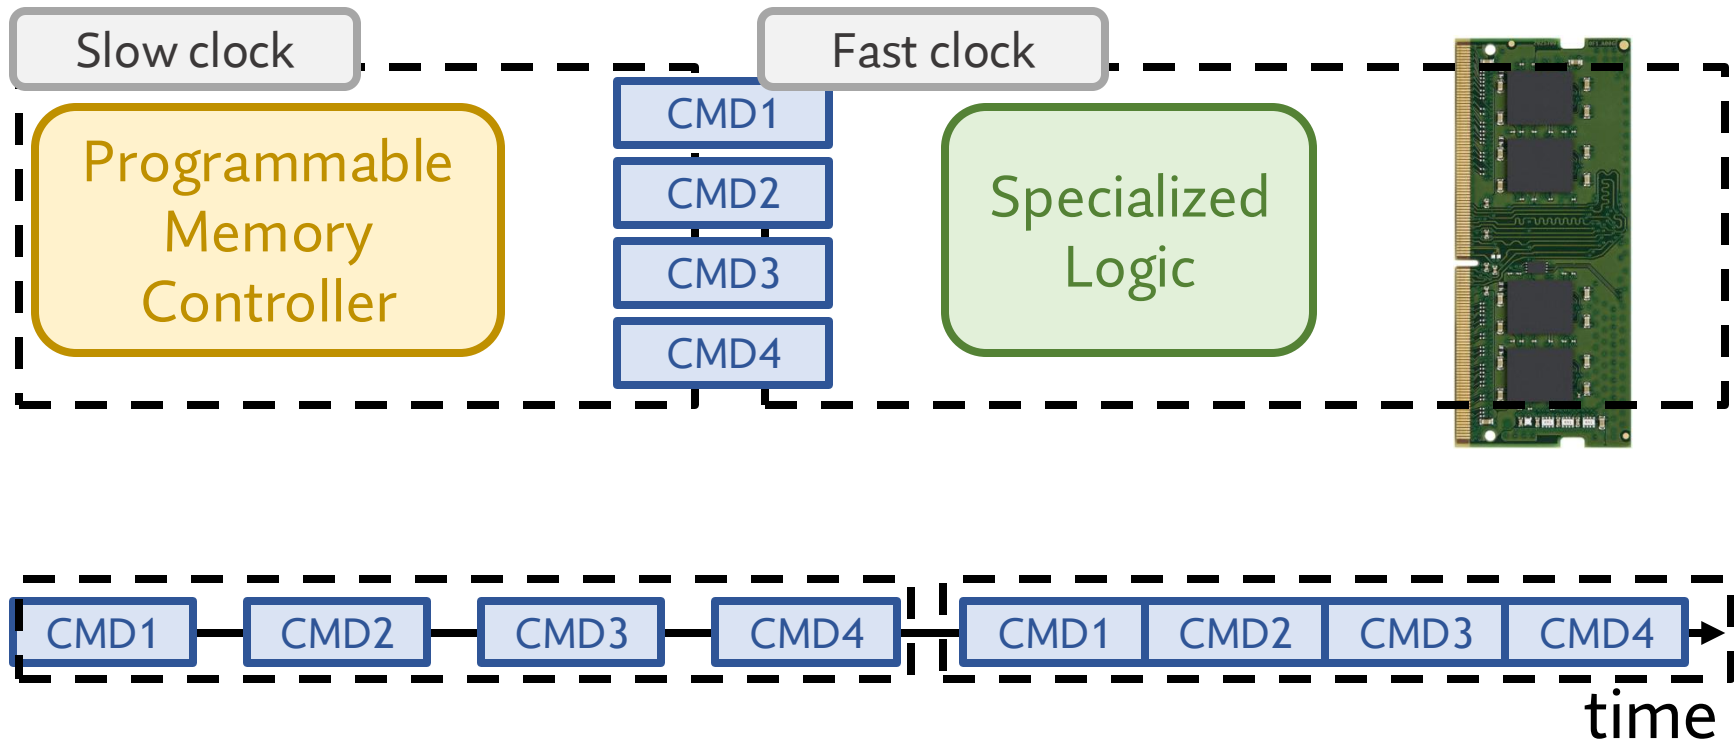 Slow clock
Fast clock
Programmable
Memory
Controller
CMD1
CMD2
CMD3
CMD4
Specialized
Logic
CMD1
CMD2
CMD3
CMD4
CMD1
CMD2
CMD3
CMD4
time